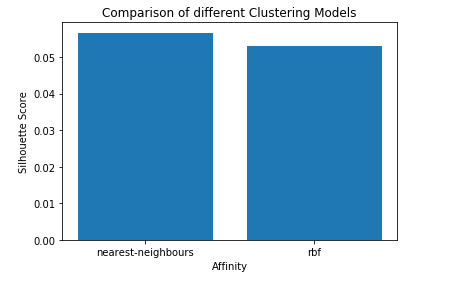 Comparison of different Clustering Models
0.05
0.04
0.03
0.02
0.01
0.00
Silhouette Score
nearest-neighbours rbf
Affinity